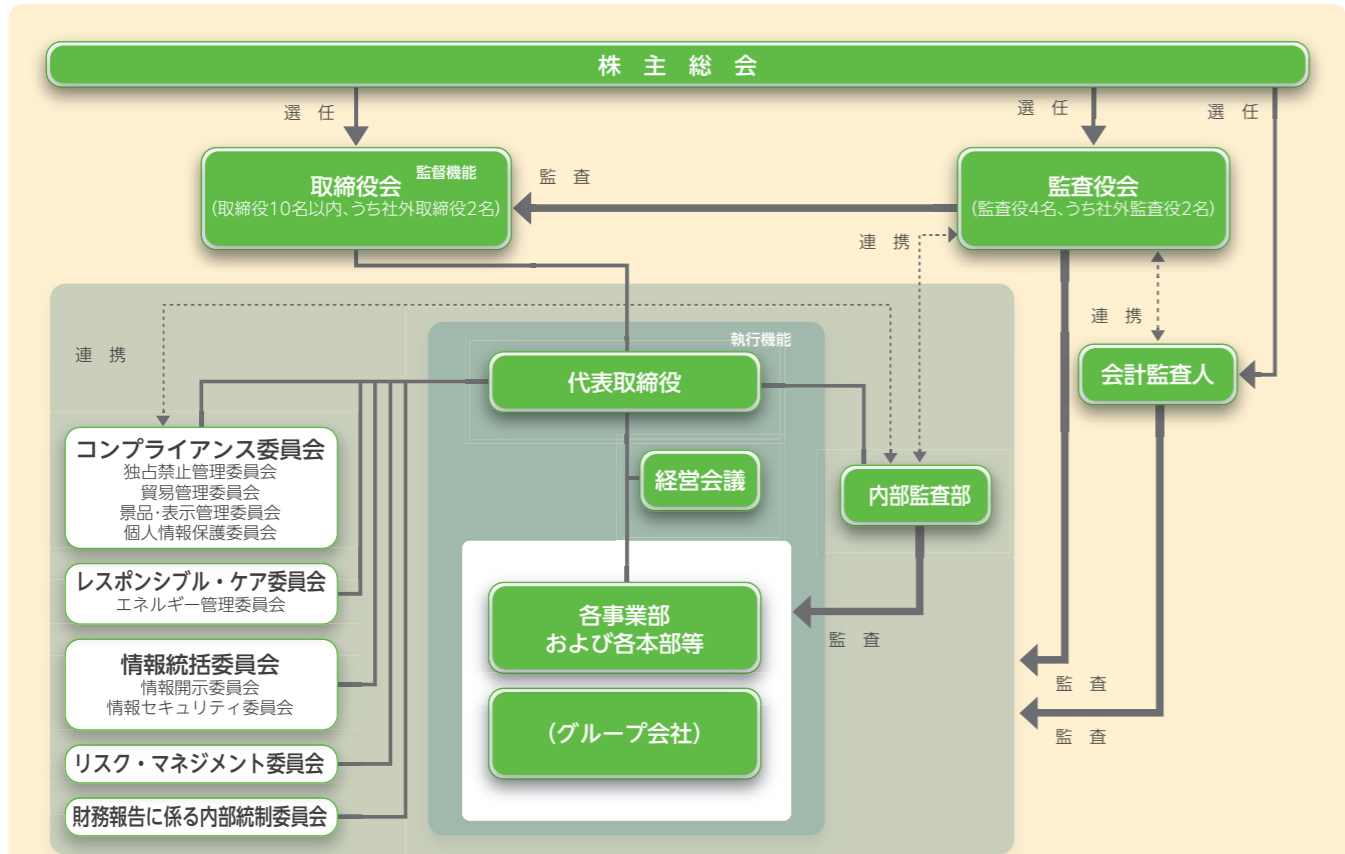 株 主 総 会
選 任
選 任
選 任
取締役会 監督機能
(取締役10名以内、うち社外取締役2名)
監 査
監査役会
(監査役4名、うち社外監査役2名)
連 携
連 携
連 携
執行機能
代表取締役
会計監査人
コンプライアンス委員会
独占禁止管理委員会
貿易管理委員会
景品・表示管理委員会
個人情報保護委員会
経営会議
内部監査部
レスポンシブル・ケア委員会
エネルギー管理委員会
各事業部
および各本部等
監 査
情報統括委員会
情報開示委員会
情報セキュリティ委員会
監 査
監 査
(グループ会社)
リスク・マネジメント委員会
財務報告に係る内部統制委員会